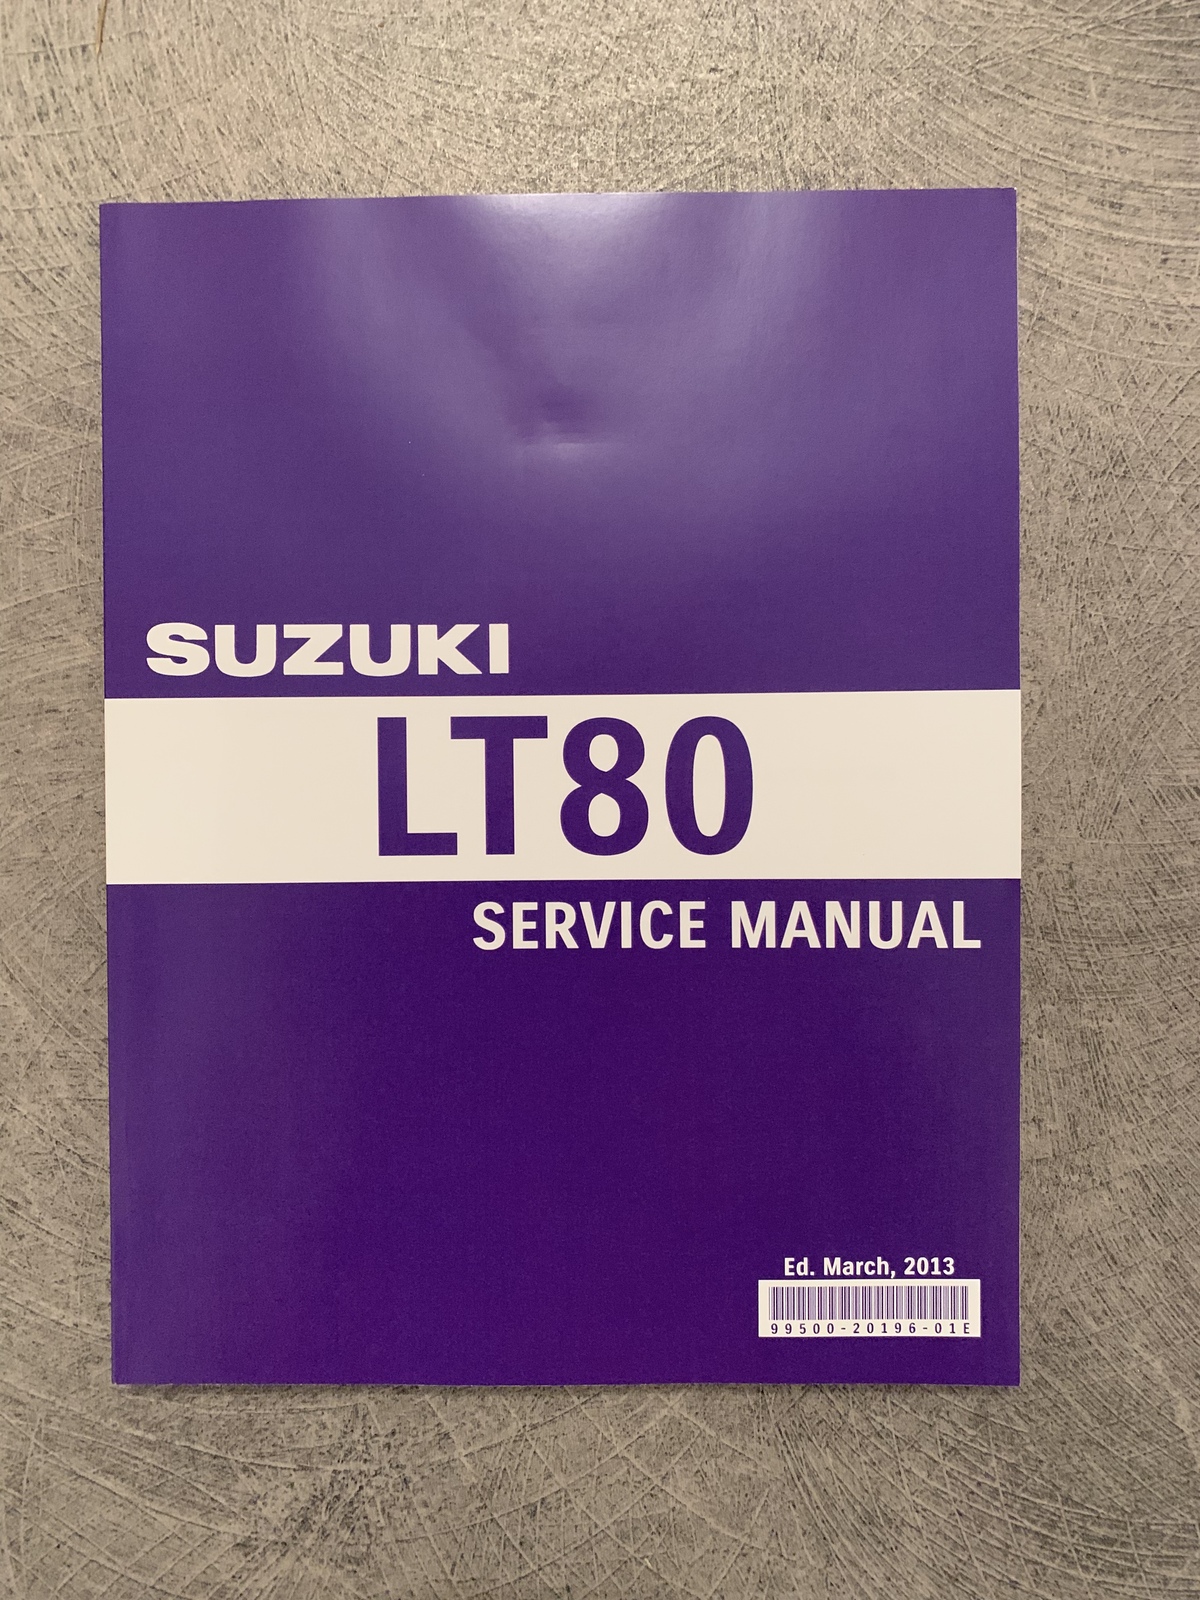 SUZUKI
LT80
SERVICE MANUAL
Ed. March, 2013
99500-20196-01E